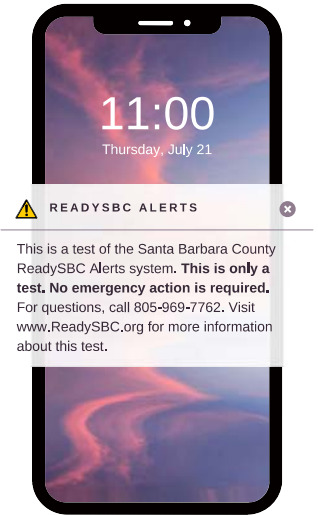 11:00
Thursday, July 21
READYSBC ALERTS
This is a test of the Santa Barbara County
ReadySBC Alerts system. This is only a
test. No emergency action is required.
For questions, call 805-969-7762. Visit
www.ReadySBC.org for more information
about this test.